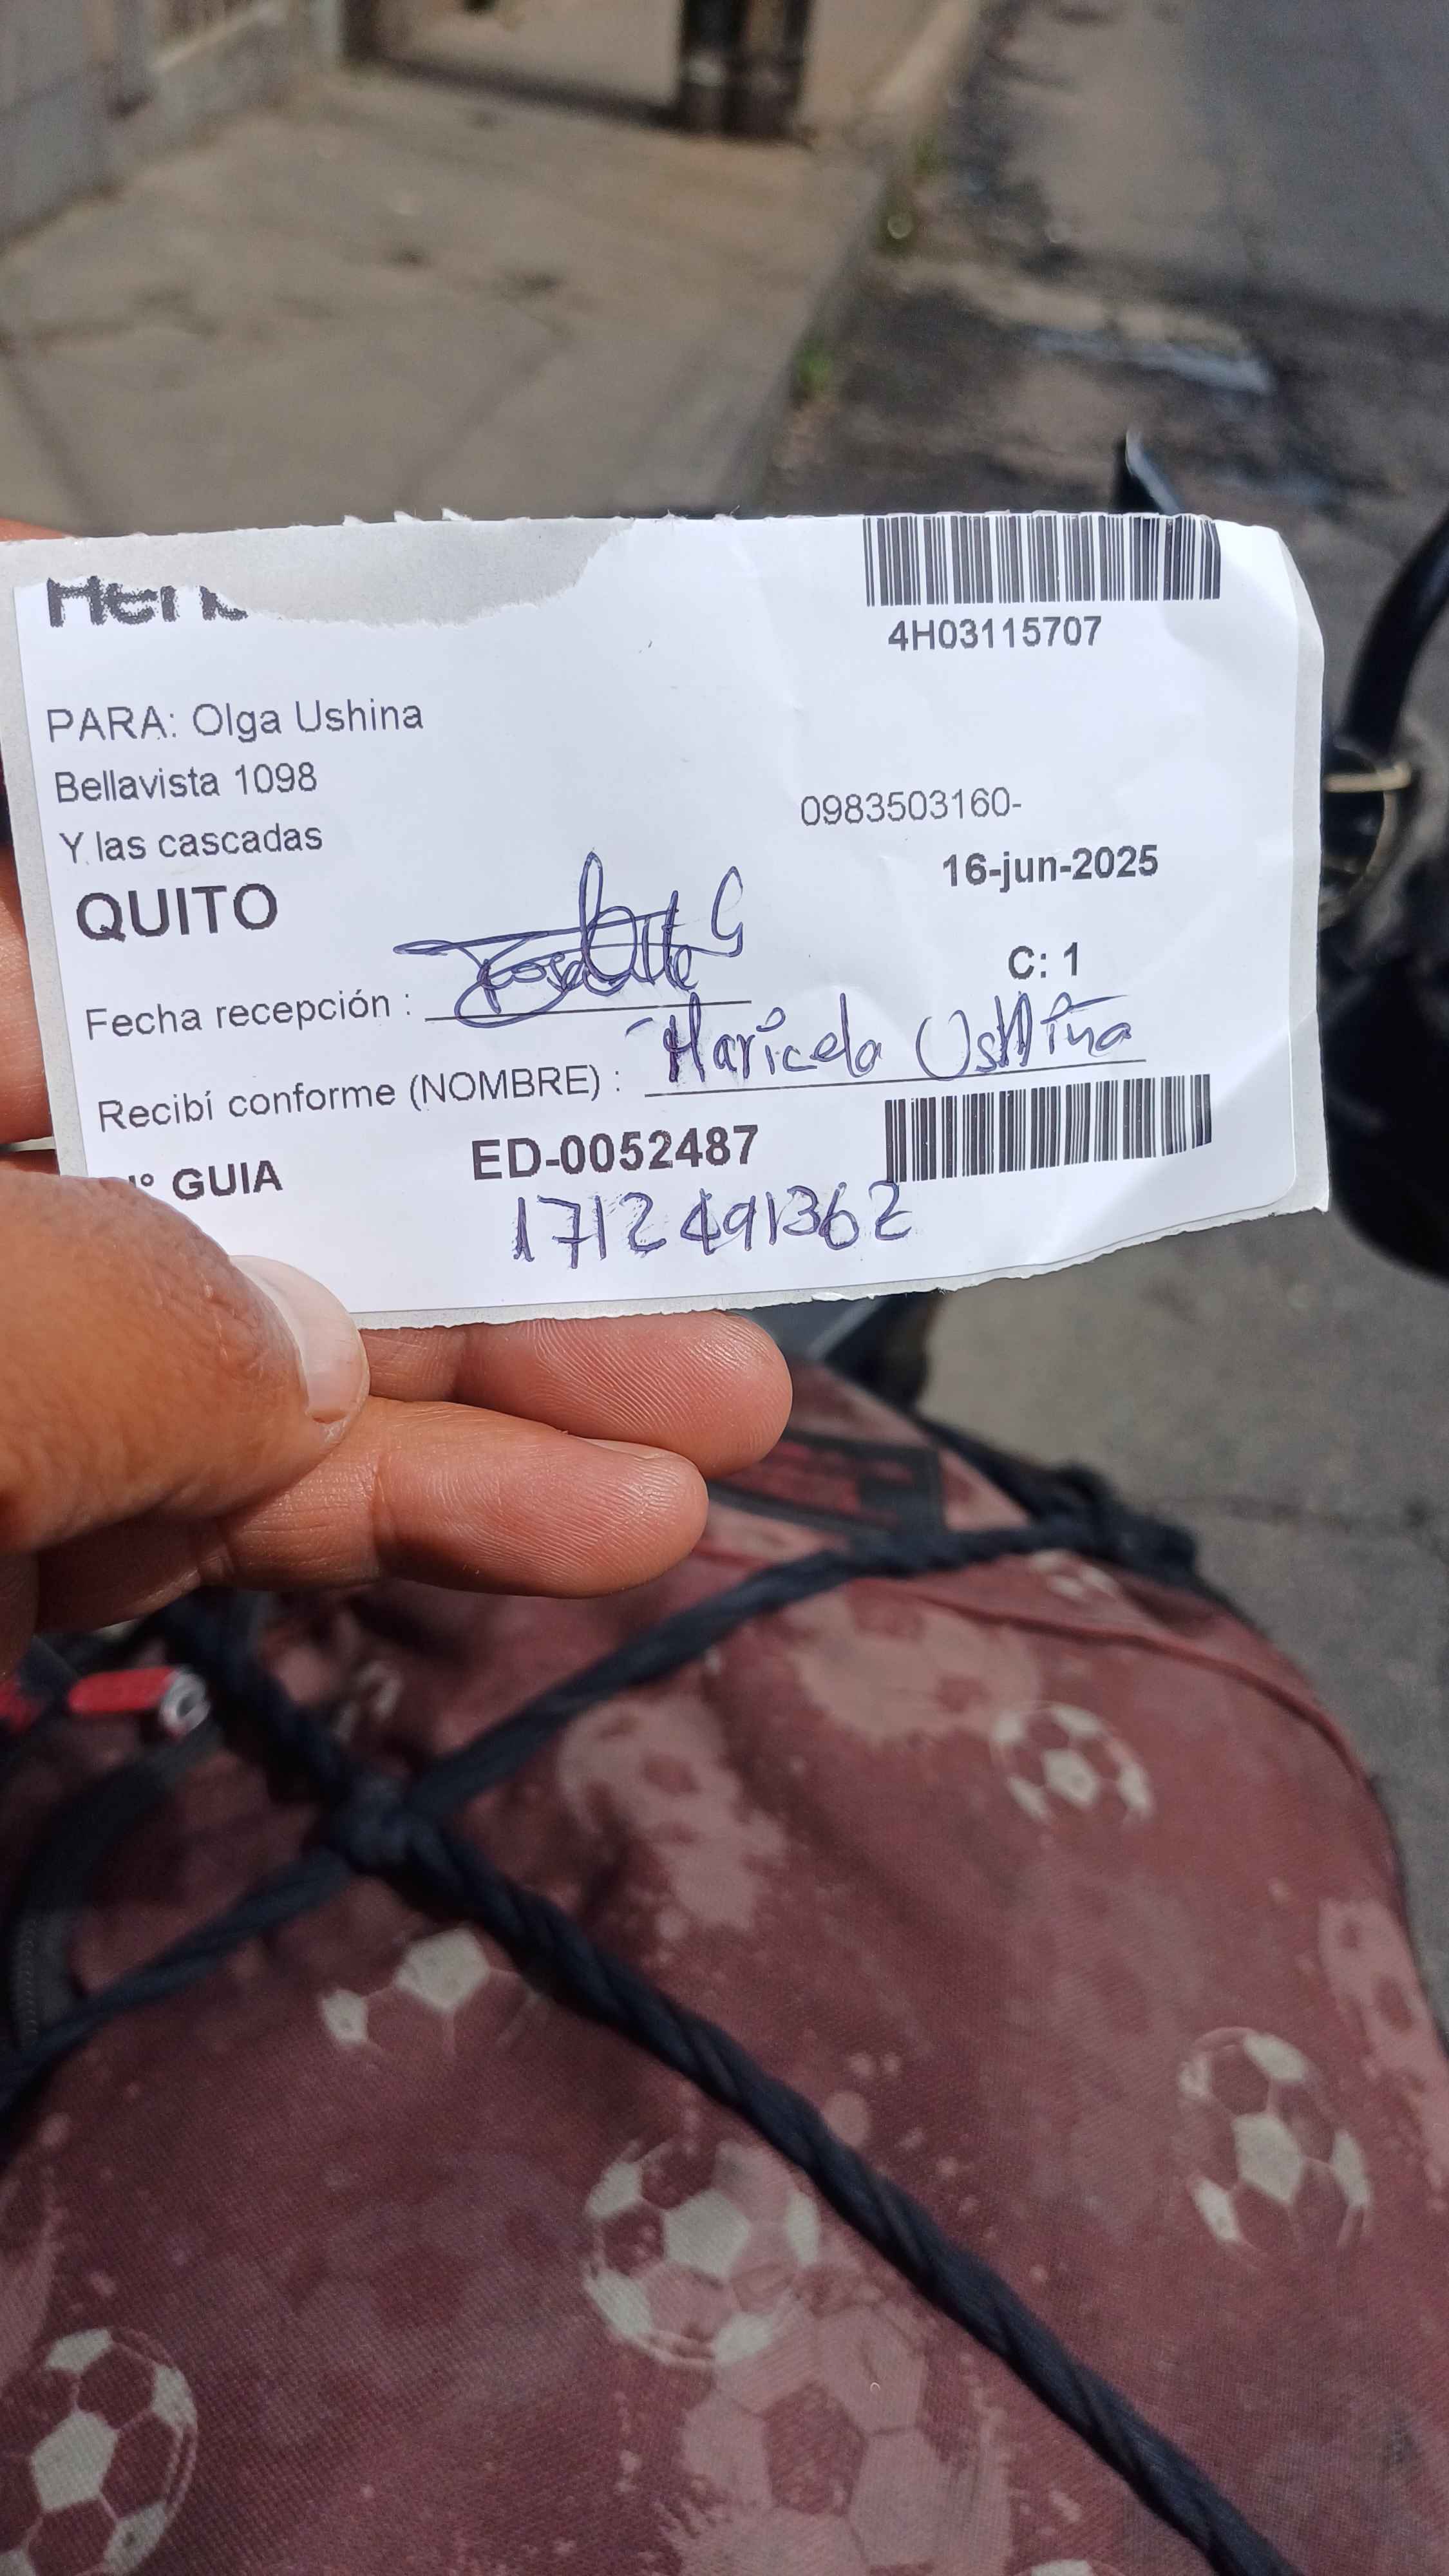 4H03115707
PARA: Olga Ushina
Bellavista 1098
0983503160-
Y las cascadas
16-jun-2025
QUITO
C: 1
Fecha recepción :
Recibí conforme (NOMBRE) : Maricela Ushiña
° GUIA ED-0052487
1712491362